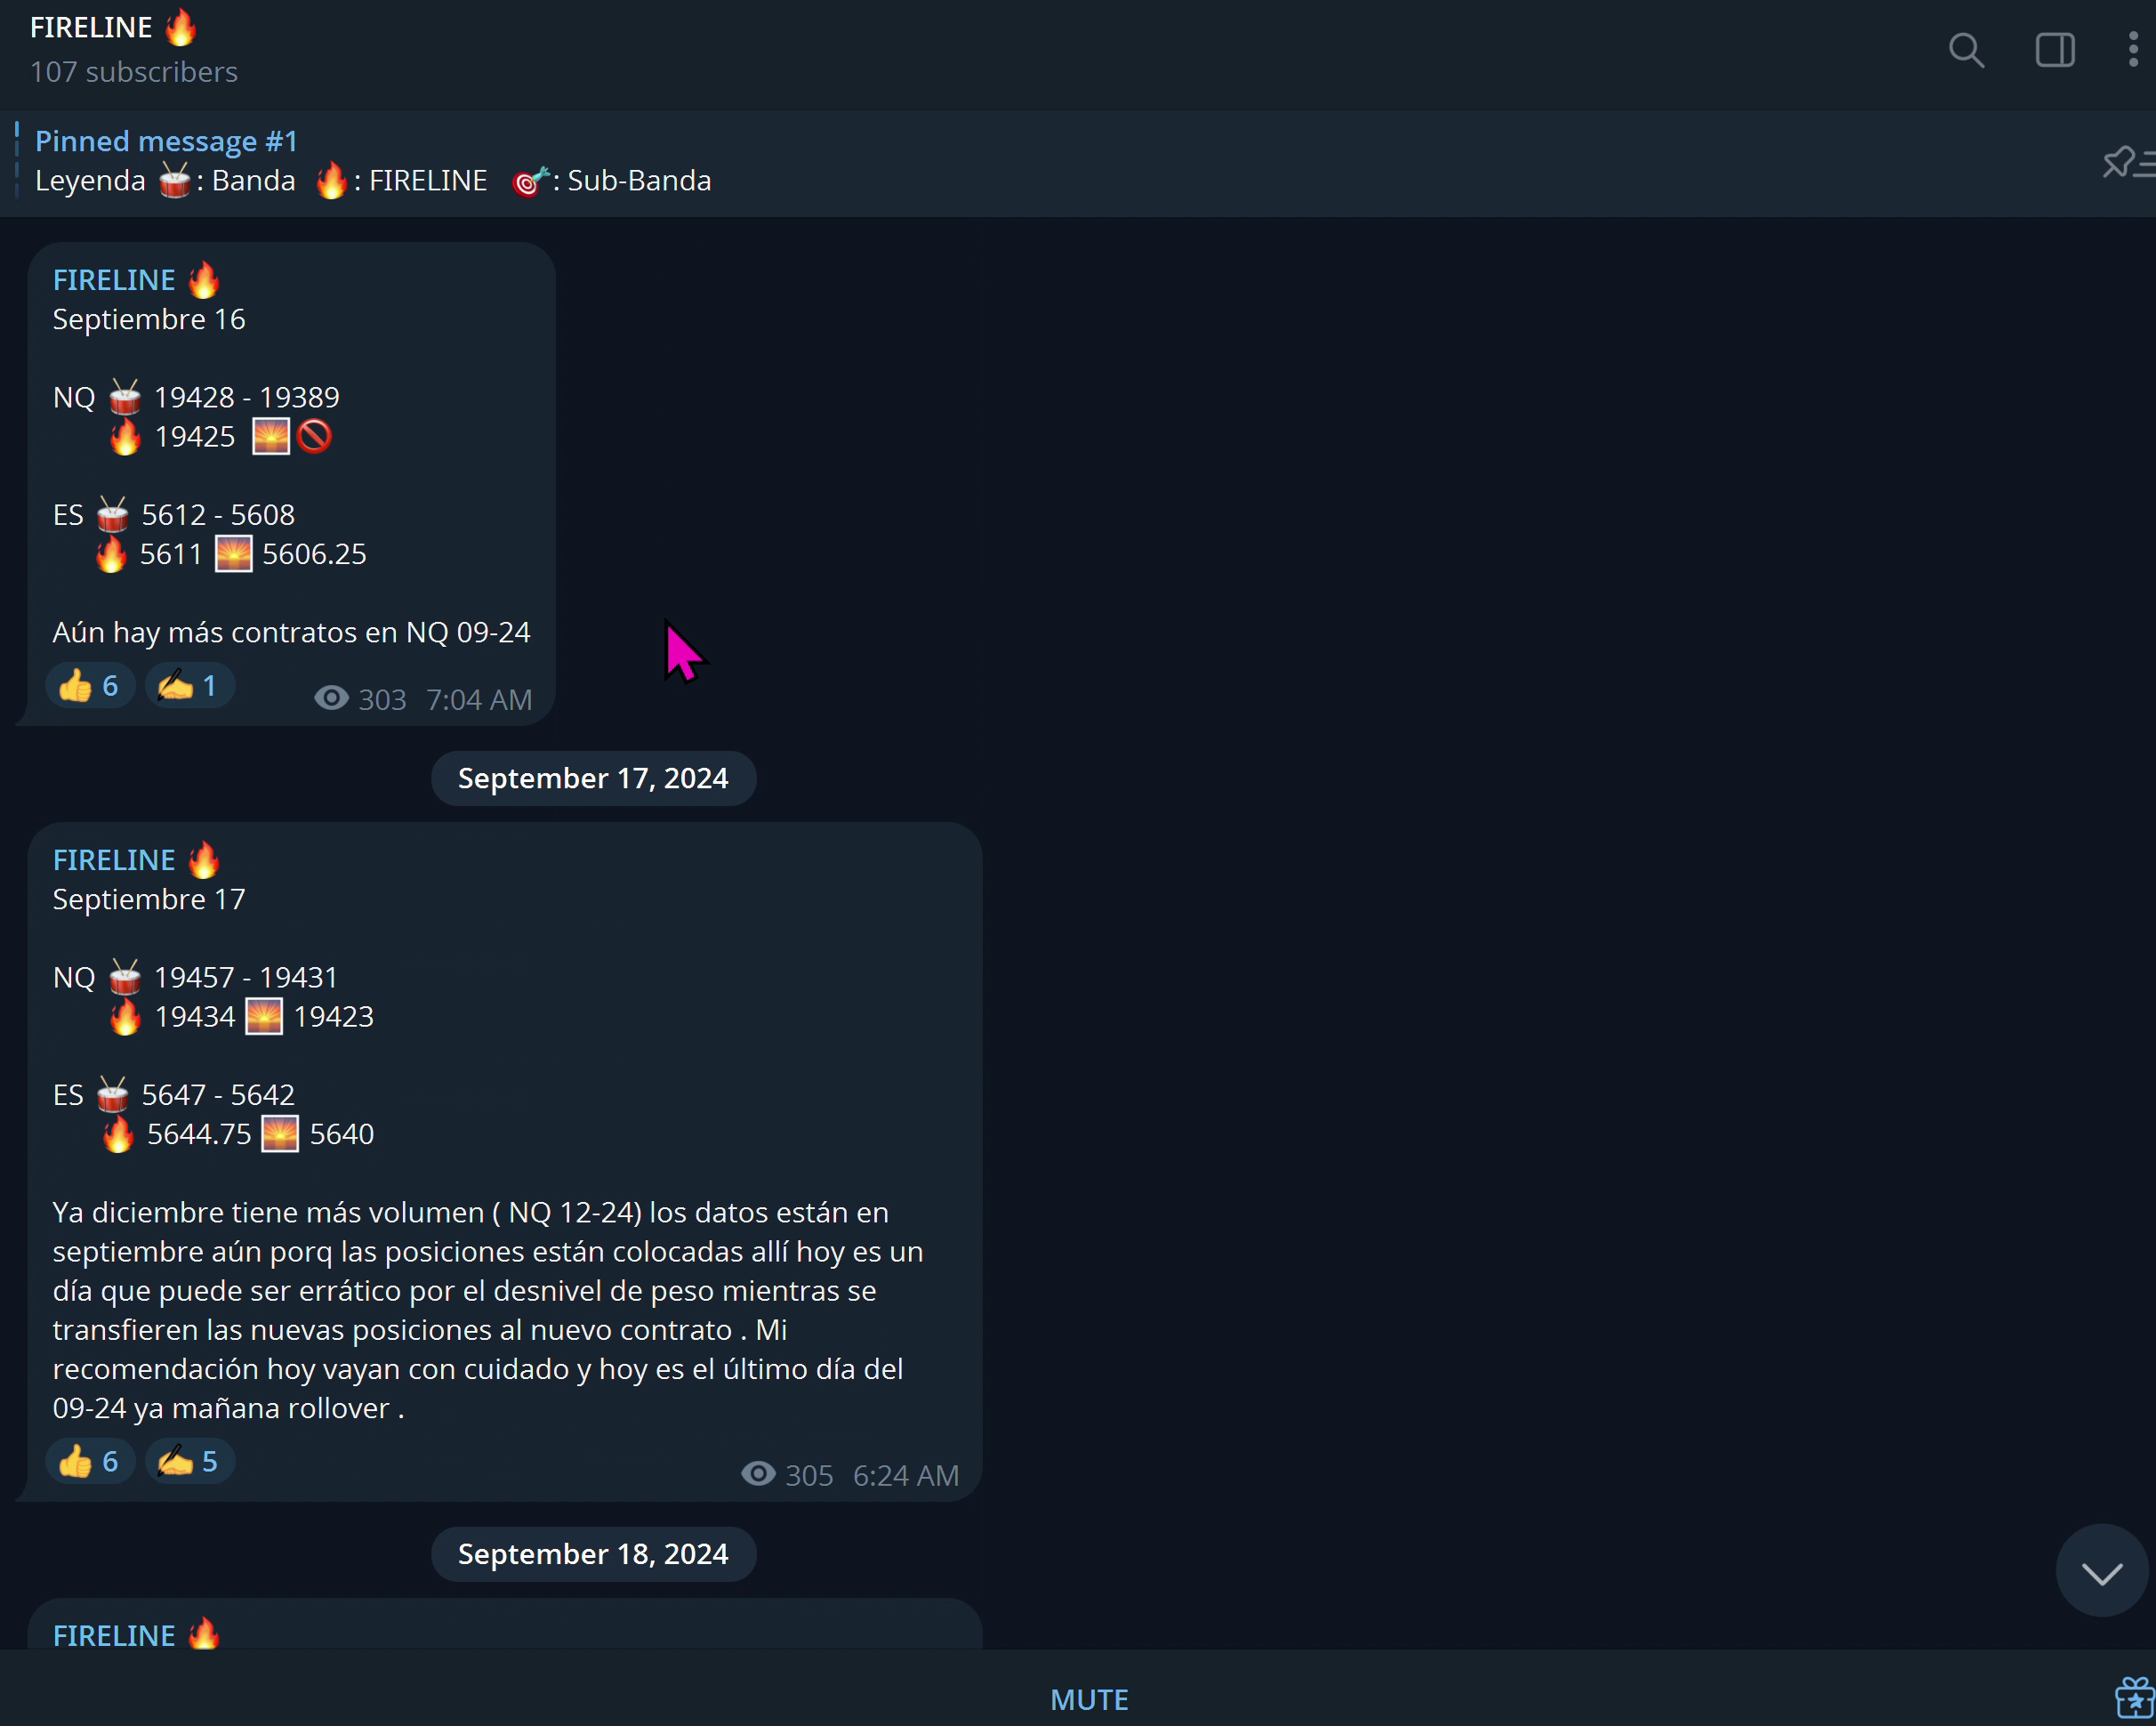 FIRELINE 🔥
107 subscribers
Pinned message #1
Leyenda 🥁: Banda 🔥: FIRELINE 🎯: Sub-Banda
FIRELINE 🔥
Septiembre 16
NQ 🥁 19428 - 19389
🔥 19425 🌅🚫
ES 🥁 5612 - 5608
🔥 5611 🌅 5606.25
Aún hay más contratos en NQ 09-24
👍 6 ✍️ 1 303 7:04 AM
September 17, 2024
FIRELINE 🔥
Septiembre 17
NQ 🥁 19457 - 19431
🔥 19434 🌅 19423
ES 🥁 5647 - 5642
🔥 5644.75 🌅 5640
Ya diciembre tiene más volumen ( NQ 12-24) los datos están en
septiembre aún porq las posiciones están colocadas allí hoy es un
día que puede ser errático por el desnivel de peso mientras se
transfieren las nuevas posiciones al nuevo contrato . Mi
recomendación hoy vayan con cuidado y hoy es el último día del
09-24 ya mañana rollover .
👍 6 ✍️ 5 305 6:24 AM
September 18, 2024
FIRELINE 🔥
MUTE